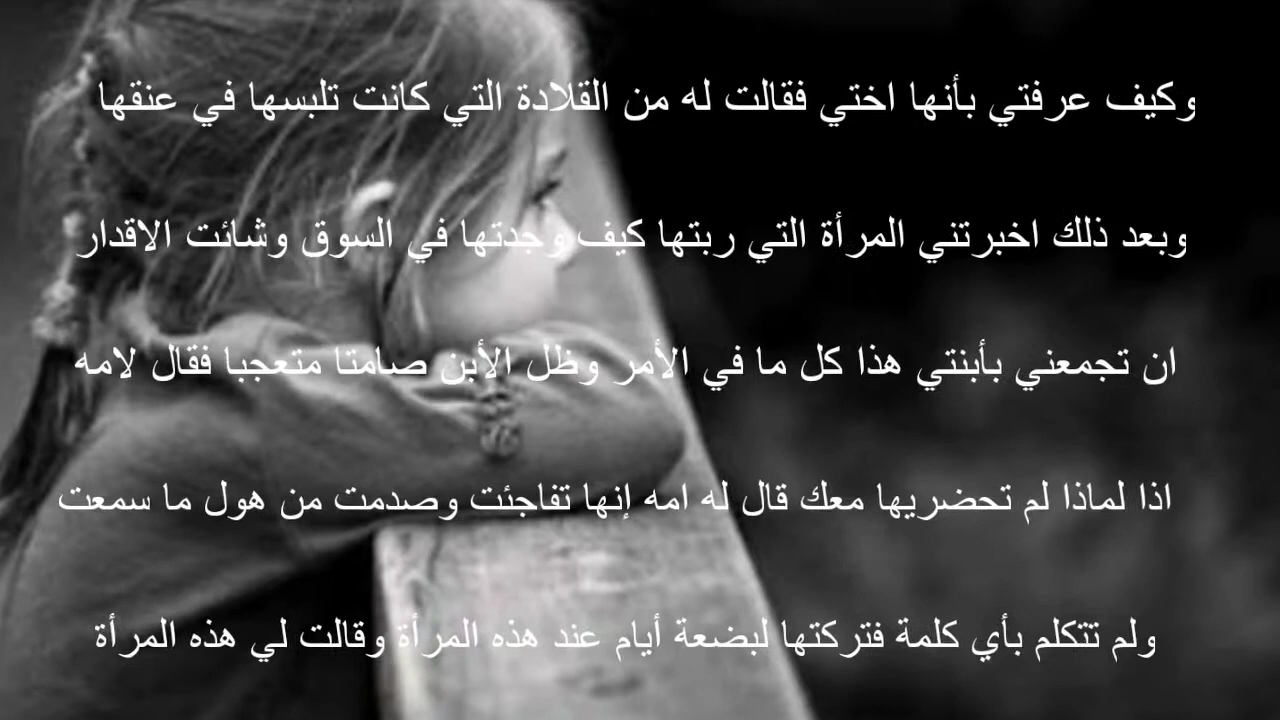 وكيف عرفتي بأنها اختي فقالت له من القلادة التي كانت تلبسها في عنقها
وبعد ذلك اخبرتني المرأة التي ربتها كيف وجدتها في السوق وشائت الاقدار
ان تجمعني بأبنتي هذا كل ما في الأمر وظل الأبن صامتا متعجبا فقال لامه
اذا لماذا لم تحضريها معك قال له امه إنها تفاجئت وصدمت من هول ما سمعت
ولم تتكلم بأي كلمة فتركتها لبضعة أيام عند هذه المرأة وقالت لي هذه المرأة